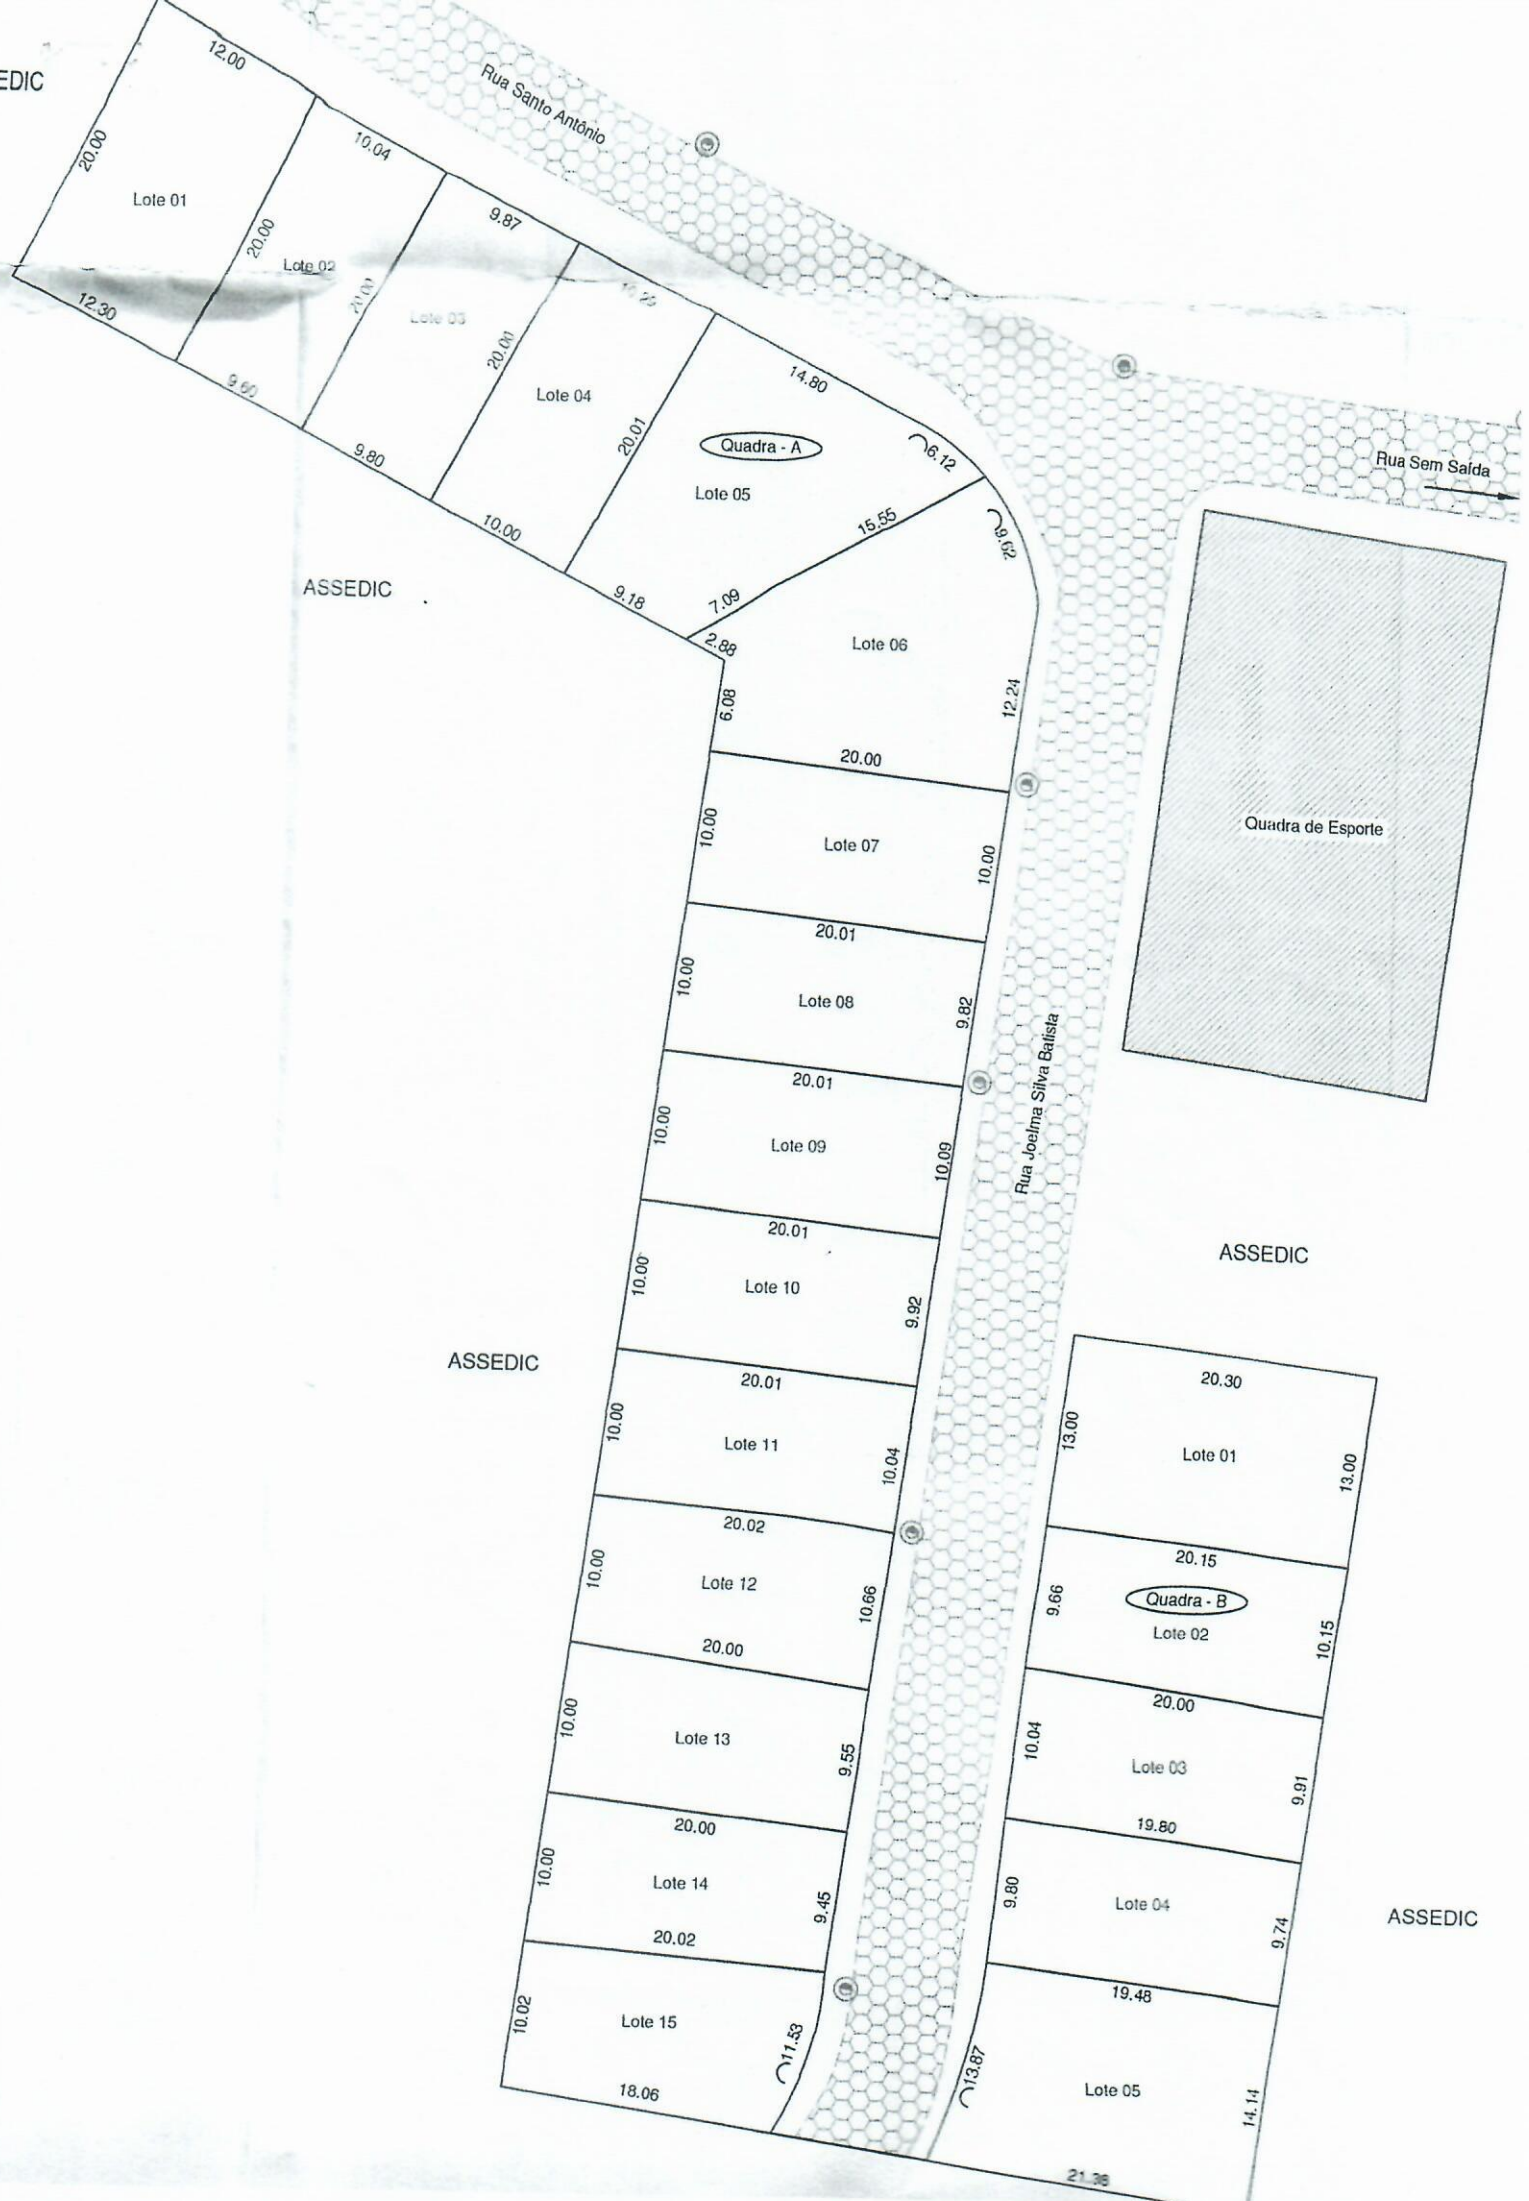 EDIC
12.00
20.00
Lote 01
12.30
10.04
20.00
Lote 02
9.60
9.87
20.00
Lote 03
9.80
20.00
Lote 04
10.00
Rua Santo Antônio
14.80
20.01
Quadra - A
Lote 05
6.12
15.55
9.18
7.09
9.62
Rua Sem Saída
ASSEDIC
2.88
Lote 06
6.08
12.24
20.00
10.00
Lote 07
10.00
Quadra de Esporte
20.01
10.00
Lote 08
9.82
Rua Joelma Silva Batista
20.01
10.00
Lote 09
10.09
20.01
10.00
Lote 10
9.92
ASSEDIC
ASSEDIC
20.01
10.00
Lote 11
10.04
20.02
10.00
Lote 12
10.66
20.00
10.00
Lote 13
9.55
20.00
10.00
Lote 14
9.45
20.02
10.02
Lote 15
11.53
18.06
20.30
13.00
Lote 01
13.00
20.15
9.66
Quadra - B
Lote 02
10.15
20.00
10.04
Lote 03
9.91
19.80
9.80
Lote 04
9.74
ASSEDIC
19.48
13.87
Lote 05
14.14
21.38